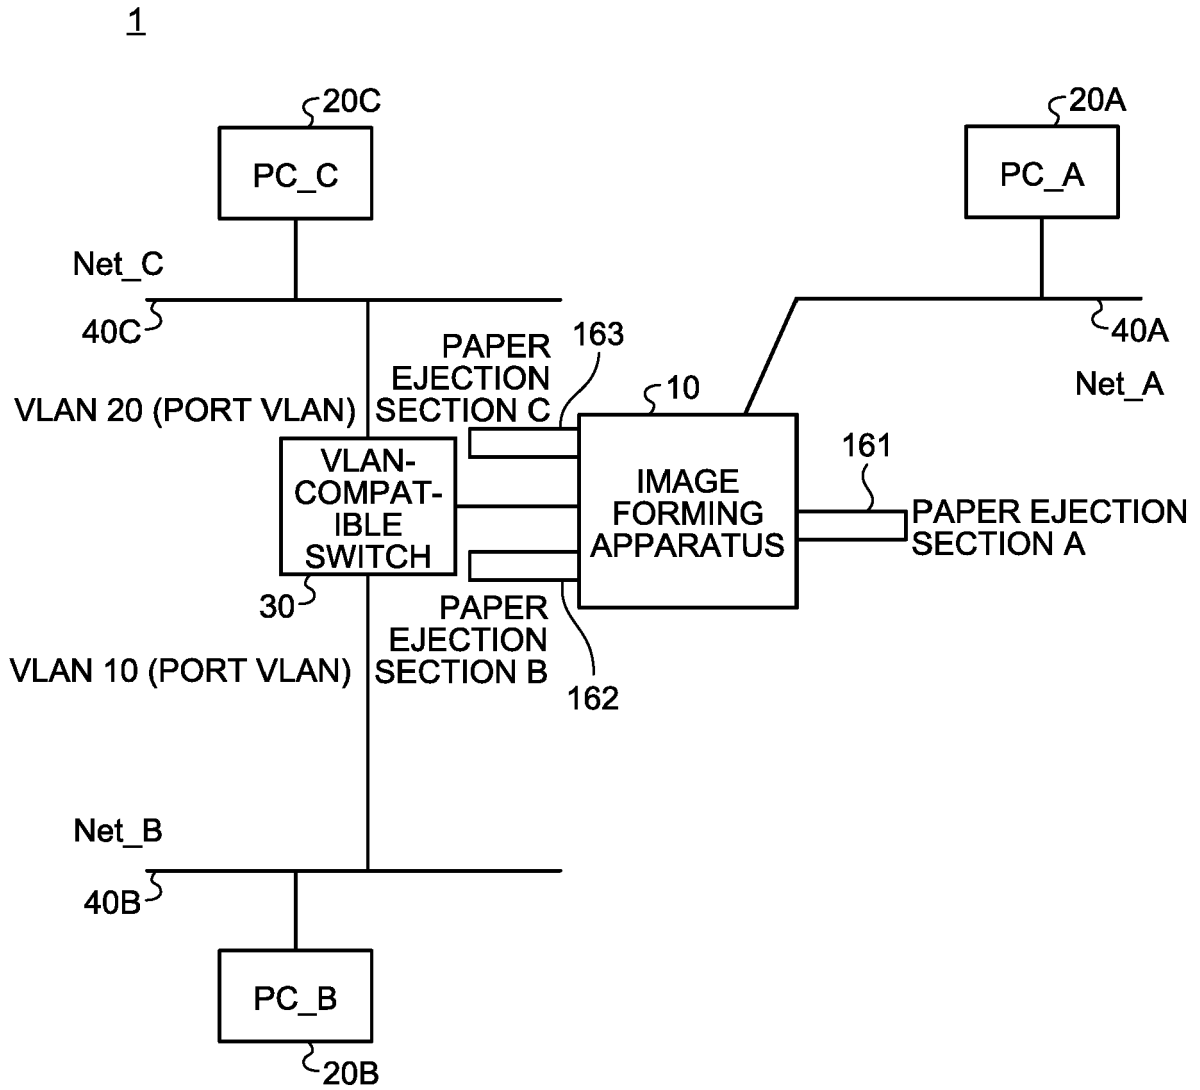 1
20C
PC_C
20A
PC_A
Net_C
40C
40A
Net_A
VLAN 20 (PORT VLAN)
PAPER
EJECTION
SECTION C
163
10
VLAN-
COMPAT-
IBLE
SWITCH
30
IMAGE
FORMING
APPARATUS
161
PAPER EJECTION
SECTION A
PAPER
EJECTION
SECTION B
162
VLAN 10 (PORT VLAN)
Net_B
40B
PC_B
20B